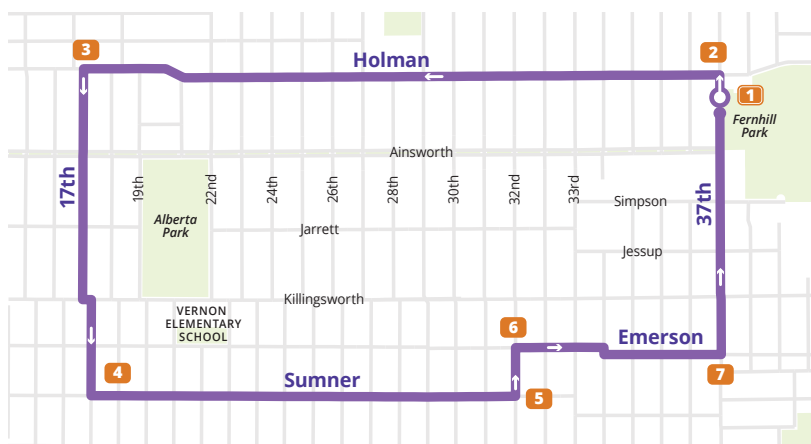 3
Holman
2
1
Fernhill
Park
Ainsworth
17th
19th
22nd
24th
26th
28th
30th
32nd
33rd
37th
Simpson
Alberta
Park
Jarrett
Jessup
Killingsworth
VERNON
ELEMENTARY
SCHOOL
6
Emerson
4
Sumner
5
7